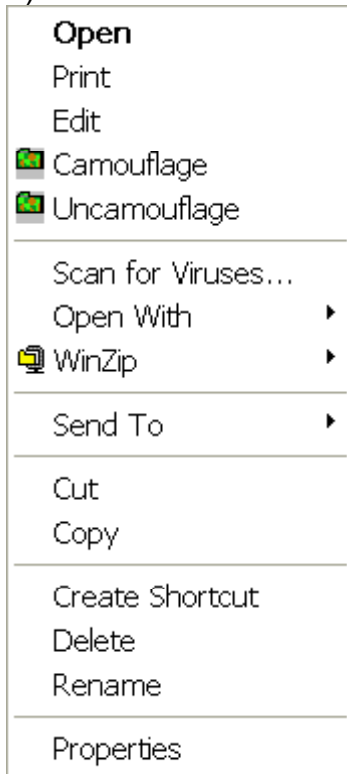 Open
Print
Edit
Camouflage
Uncamouflage
Scan for Viruses...
Open With
WinZip
Send To
Cut
Copy
Create Shortcut
Delete
Rename
Properties